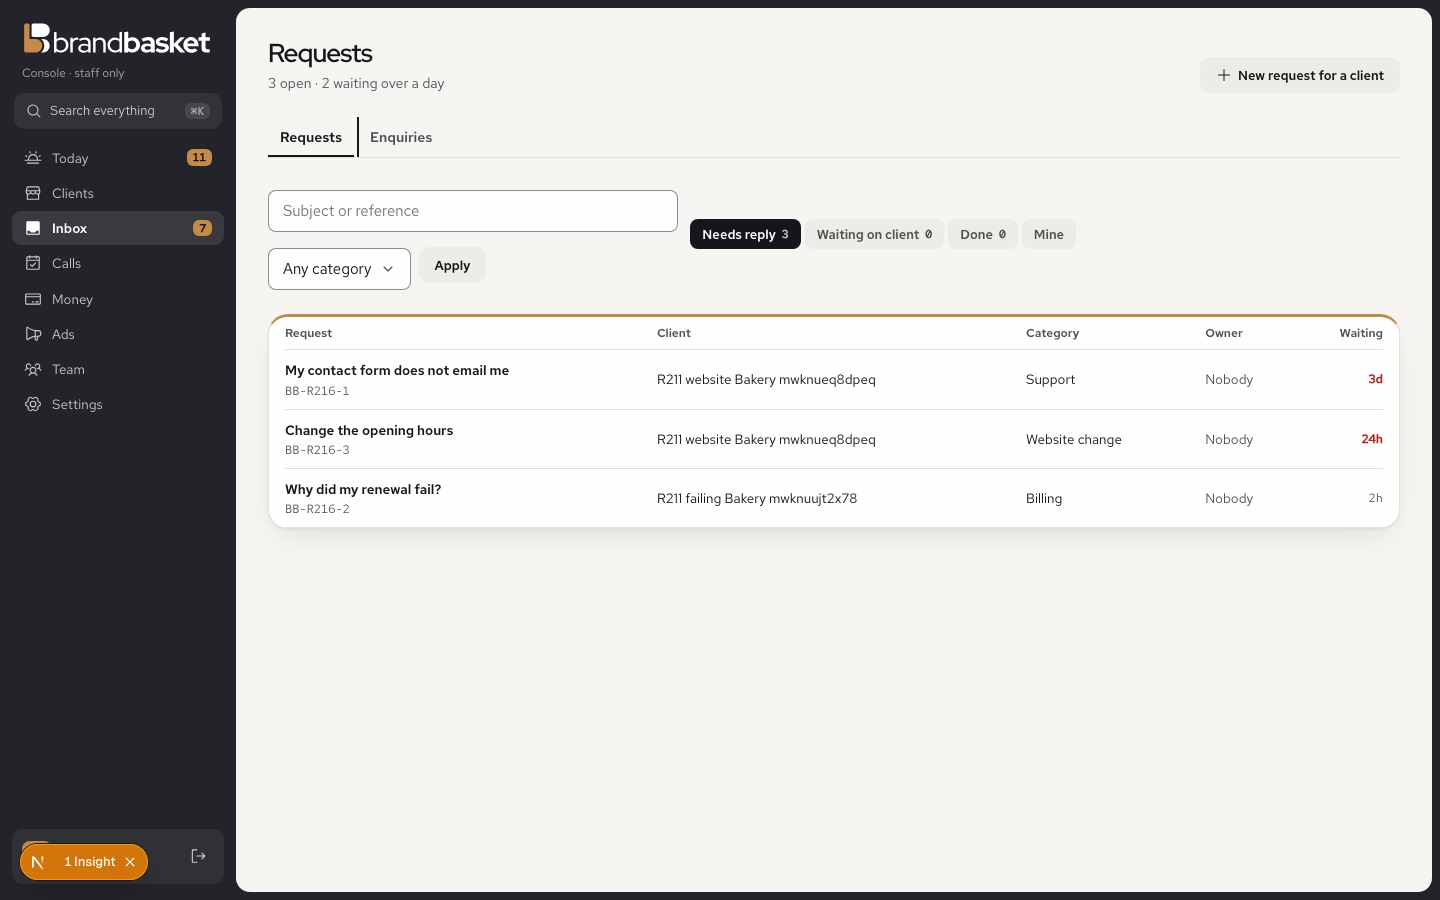 brandbasket
Console · staff only
Search everything ⌘K
Today 11
Clients
Inbox 7
Calls
Money
Ads
Team
Settings
1 Insight
Requests
3 open · 2 waiting over a day
New request for a client
Requests Enquiries
Subject or reference
Needs reply 3 Waiting on client 0 Done 0 Mine
Any category Apply
Request Client Category Owner Waiting
My contact form does not email me
BB-R216-1
R211 website Bakery mwknueq8dpeq Support Nobody 3d
Change the opening hours
BB-R216-3
R211 website Bakery mwknueq8dpeq Website change Nobody 24h
Why did my renewal fail?
BB-R216-2
R211 failing Bakery mwknuujt2x78 Billing Nobody 2h